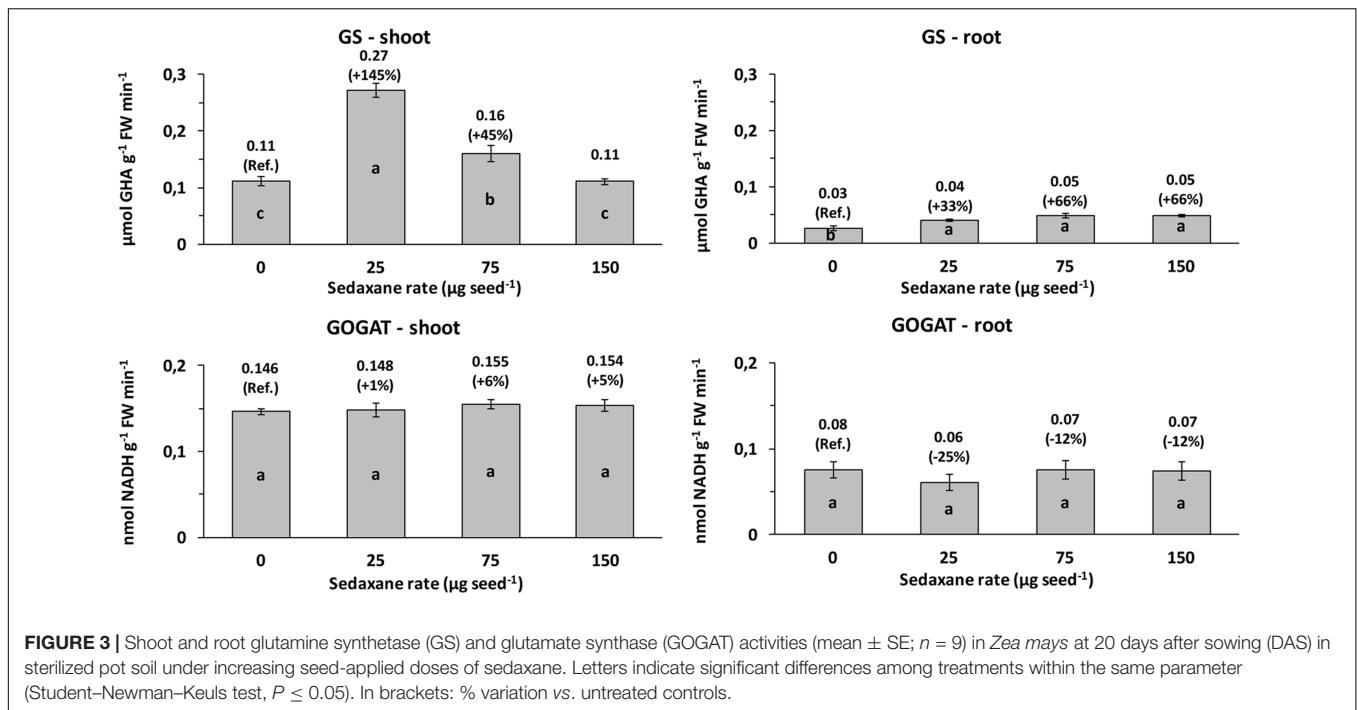 GS - shoot
µmol GHA g⁻¹ FW min⁻¹
0,3
0,2
0,1
0
0.11
(Ref.)
c
0.27
(+145%)
a
0.16
(+45%)
b
0.11
c
0 25 75 150
Sedaxane rate (µg seed⁻¹)
GS - root
µmol GHA g⁻¹ FW min⁻¹
0,3
0,2
0,1
0
0.03
(Ref.)
b
0.04
(+33%)
a
0.05
(+66%)
a
0.05
(+66%)
a
0 25 75 150
Sedaxane rate (µg seed⁻¹)
GOGAT - shoot
nmol NADH g⁻¹ FW min⁻¹
0,2
0,1
0
0.146
(Ref.)
a
0.148
(+1%)
a
0.155
(+6%)
a
0.154
(+5%)
a
0 25 75 150
Sedaxane rate (µg seed⁻¹)
GOGAT - root
nmol NADH g⁻¹ FW min⁻¹
0,2
0,1
0
0.08
(Ref.)
a
0.06
(-25%)
a
0.07
(-12%)
a
0.07
(-12%)
a
0 25 75 150
Sedaxane rate (µg seed⁻¹)
FIGURE 3 | Shoot and root glutamine synthetase (GS) and glutamate synthase (GOGAT) activities (mean ± SE; n = 9) in Zea mays at 20 days after sowing (DAS) in
sterilized pot soil under increasing seed-applied doses of sedaxane. Letters indicate significant differences among treatments within the same parameter
(Student–Newman–Keuls test, P ≤ 0.05). In brackets: % variation vs. untreated controls.